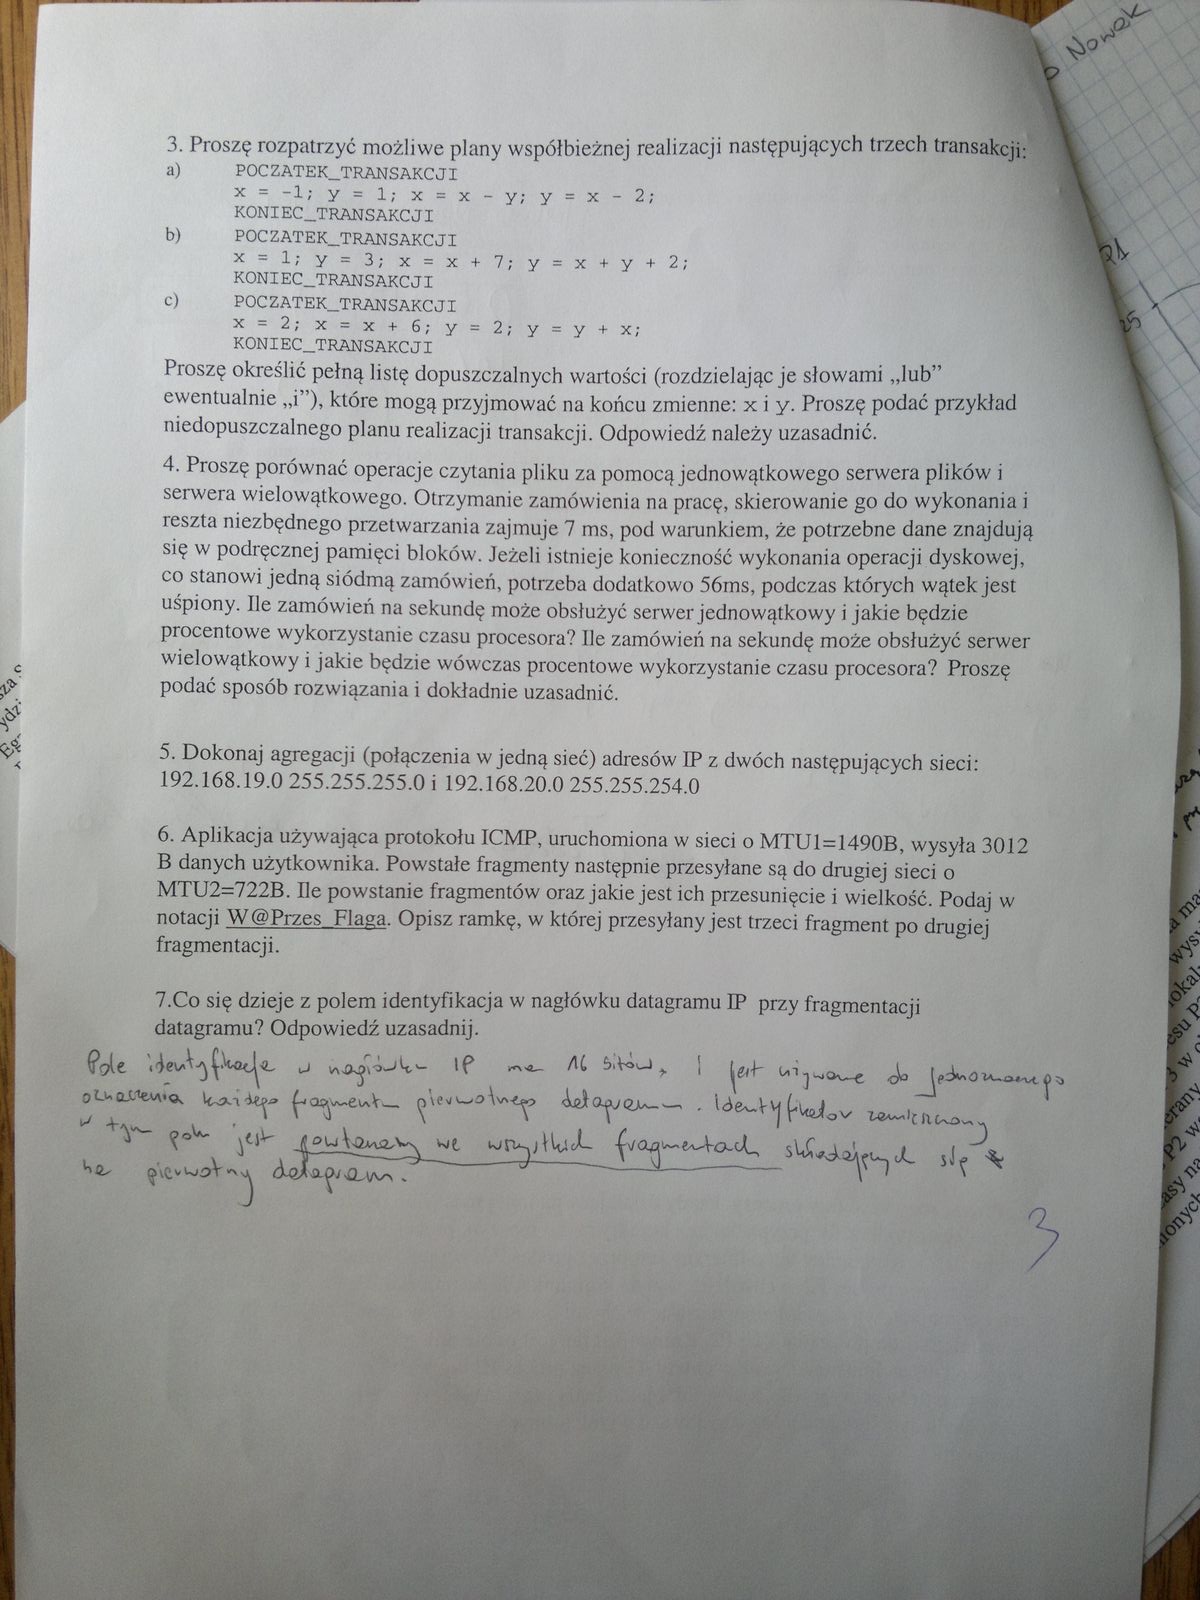 3. Proszę rozpatrzyć możliwe plany współbieżnej realizacji następujących trzech transakcji:
a) POCZATEK_TRANSAKCJI
x = -1; y = 1; x = x - y; y = x - 2;
KONIEC_TRANSAKCJI
b) POCZATEK_TRANSAKCJI
x = 1; y = 3; x = x + 7; y = x + y + 2;
KONIEC_TRANSAKCJI
c) POCZATEK_TRANSAKCJI
x = 2; x = x + 6; y = 2; y = y + x;
KONIEC_TRANSAKCJI
Proszę określić pełną listę dopuszczalnych wartości (rozdzielając je słowami „lub”
ewentualnie „i”), które mogą przyjmować na końcu zmienne: x i y. Proszę podać przykład
niedopuszczalnego planu realizacji transakcji. Odpowiedź należy uzasadnić.
4. Proszę porównać operacje czytania pliku za pomocą jednowątkowego serwera plików i
serwera wielowątkowego. Otrzymanie zamówienia na pracę, skierowanie go do wykonania i
reszta niezbędnego przetwarzania zajmuje 7 ms, pod warunkiem, że potrzebne dane znajdują
się w podręcznej pamięci bloków. Jeżeli istnieje konieczność wykonania operacji dyskowej,
co stanowi jedną siódmą zamówień, potrzeba dodatkowo 56ms, podczas których wątek jest
uśpiony. Ile zamówień na sekundę może obsłużyć serwer jednowątkowy i jakie będzie
procentowe wykorzystanie czasu procesora? Ile zamówień na sekundę może obsłużyć serwer
wielowątkowy i jakie będzie wówczas procentowe wykorzystanie czasu procesora? Proszę
podać sposób rozwiązania i dokładnie uzasadnić.
5. Dokonaj agregacji (połączenia w jedną sieć) adresów IP z dwóch następujących sieci:
192.168.19.0 255.255.255.0 i 192.168.20.0 255.255.254.0
6. Aplikacja używająca protokołu ICMP, uruchomiona w sieci o MTU1=1490B, wysyła 3012
B danych użytkownika. Powstałe fragmenty następnie przesyłane są do drugiej sieci o
MTU2=722B. Ile powstanie fragmentów oraz jakie jest ich przesunięcie i wielkość. Podaj w
notacji W@Przes_Flaga. Opisz ramkę, w której przesyłany jest trzeci fragment po drugiej
fragmentacji.
7.Co się dzieje z polem identyfikacja w nagłówku datagramu IP przy fragmentacji
datagramu? Odpowiedź uzasadnij.
Pole identyfikacja w nagłówku IP ma 16 bitów, i jest używane do jednoznacznego
oznaczenia każdego fragmentu pierwotnego datagramu. Identyfikator zamieszczony
w tym polu jest powtarzany we wszystkich fragmentach składających się
na pierwotny datagram.
3
Nowak
P1
25